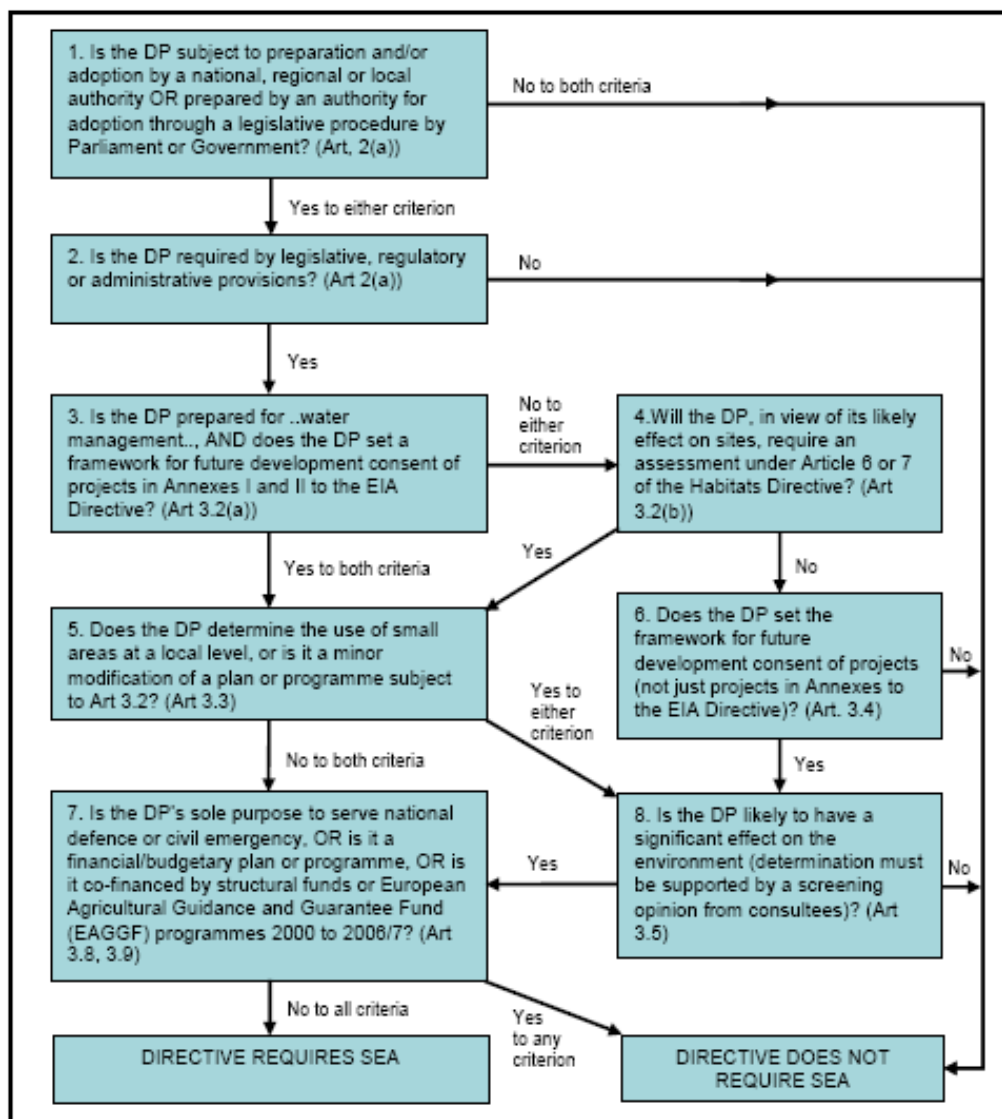 1. Is the DP subject to preparation and/or
adoption by a national, regional or local
authority OR prepared by an authority for
adoption through a legislative procedure by
Parliament or Government? (Art, 2(a))
No to both criteria
Yes to either criterion
2. Is the DP required by legislative, regulatory
or administrative provisions? (Art 2(a))
No
Yes
3. Is the DP prepared for ..water
management.., AND does the DP set a
framework for future development consent of
projects in Annexes I and II to the EIA
Directive? (Art 3.2(a))
No to
either
criterion
4.Will the DP, in view of its likely
effect on sites, require an
assessment under Article 6 or 7
of the Habitats Directive? (Art
3.2(b))
Yes to both criteria
Yes
No
5. Does the DP determine the use of small
areas at a local level, or is it a minor
modification of a plan or programme subject
to Art 3.2? (Art 3.3)
6. Does the DP set the
framework for future
development consent of projects
(not just projects in Annexes to
the EIA Directive)? (Art. 3.4)
No
Yes to
either
criterion
No to both criteria
Yes
7. Is the DP's sole purpose to serve national
defence or civil emergency, OR is it a
financial/budgetary plan or programme, OR is
it co-financed by structural funds or European
Agricultural Guidance and Guarantee Fund
(EAGGF) programmes 2000 to 2006/7? (Art
3.8, 3.9)
Yes
8. Is the DP likely to have a
significant effect on the
environment (determination must
be supported by a screening
opinion from consultees)? (Art
3.5)
No
No to all criteria
Yes
to any
criterion
DIRECTIVE REQUIRES SEA
DIRECTIVE DOES NOT
REQUIRE SEA